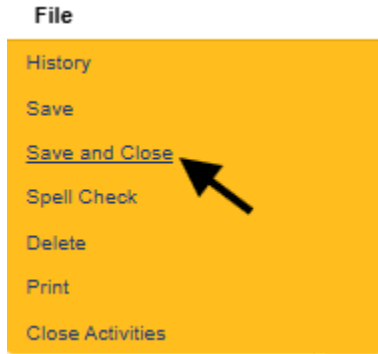 File
History
Save
Save and Close
Spell Check
Delete
Print
Close Activities